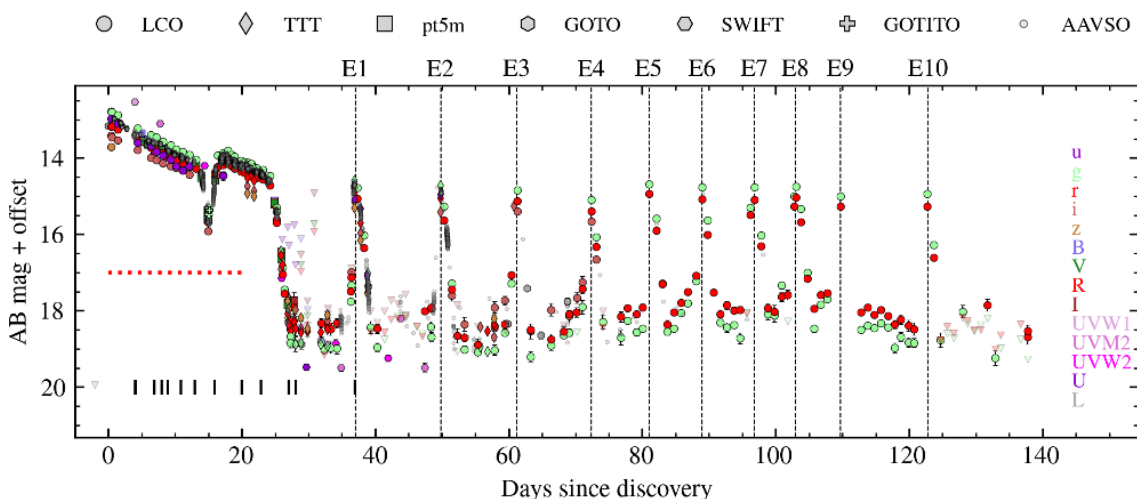 LCO TTT pt5m GOTO SWIFT GOTITO AAVSO
E1 E2 E3 E4 E5 E6 E7 E8 E9 E10
14
16
18
20
AB mag + offset
u
g
r
i
z
B
V
R
I
UVW1
UVM2
UVW2
U
L
0 20 40 60 80 100 120 140
Days since discovery